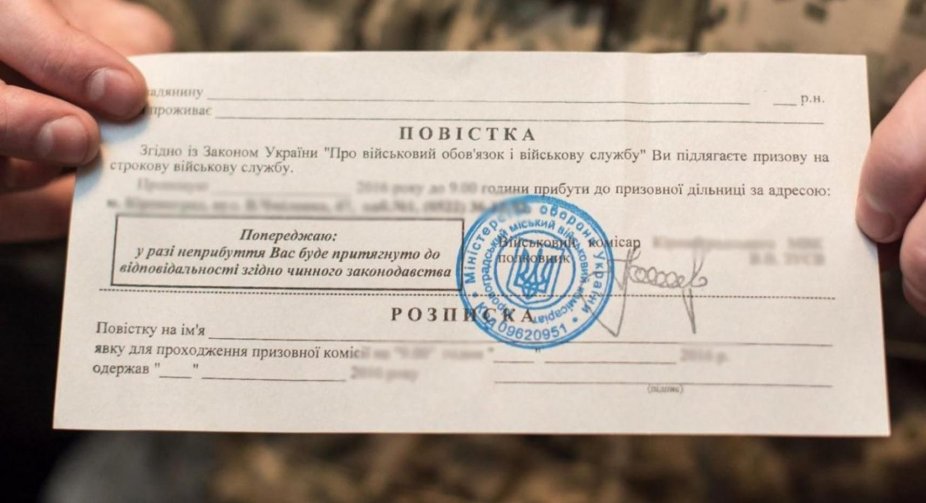 р.н.
проживає
ПОВІСТКА
Згідно із Законом України "Про військовий обов'язок і військову службу" Ви підлягаєте призову на
строкову військову службу.
2016 року до 9.00 години прибути до призовної дільниці за адресою:
Попереджаю:
у разі неприбуття Вас буде притягнуто до
відповідальності згідно чинного законодавства
Міністерство оборони України
міський військовий комісаріат
09620951
Військовий комісар
полковник
РОЗПИСКА
Повістку на ім'я
явку для проходження призовної комісії на "9.00" годин " " 2016 р.
одержав " " 2016 року
(підпис)